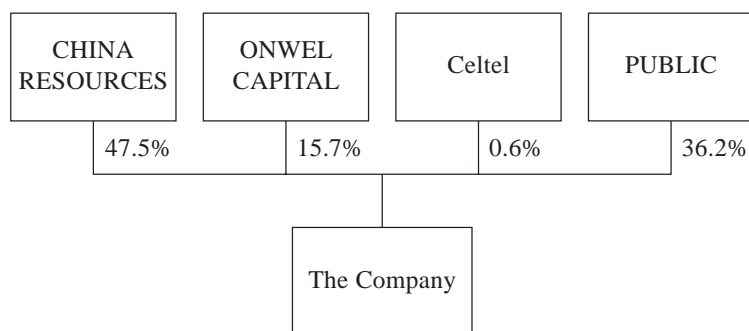 CHINA
RESOURCES
ONWEL
CAPITAL
Celtel
PUBLIC
47.5%
15.7%
0.6%
36.2%
The Company